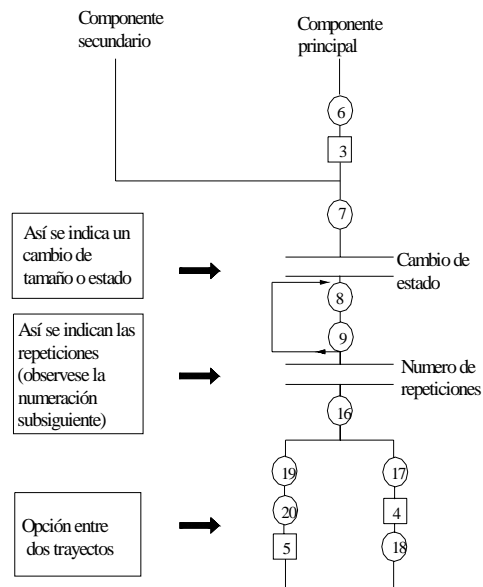 Componente
secundario
Componente
principal
6
3
7
Así se indica un
cambio de
tamaño o estado
Cambio de
estado
8
9
Así se indican las
repeticiones
(observese la
numeración
subsiguiente)
Numero de
repeticiones
16
19
17
20
4
Opción entre
dos trayectos
5
18